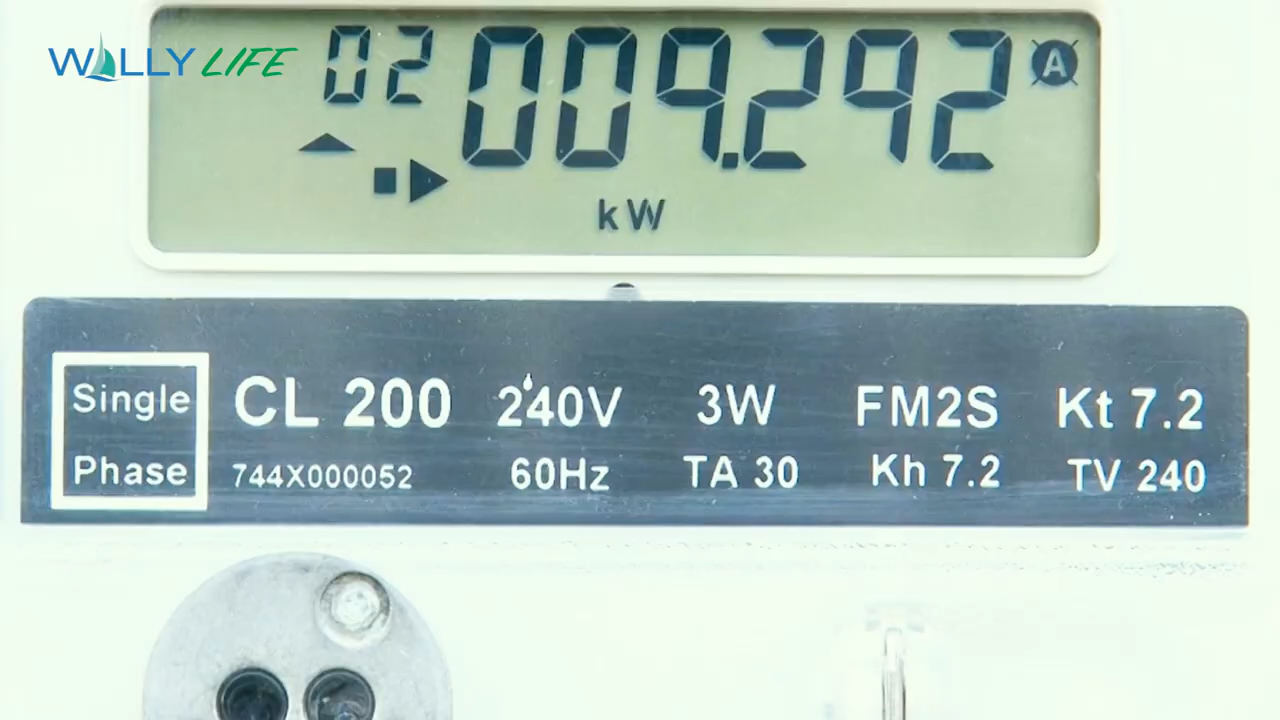 WALLY LIFE
02 009.292
A
kW
Single Phase
CL 200 240V 3W FM2S Kt 7.2
744X000052 60Hz TA 30 Kh 7.2 TV 240